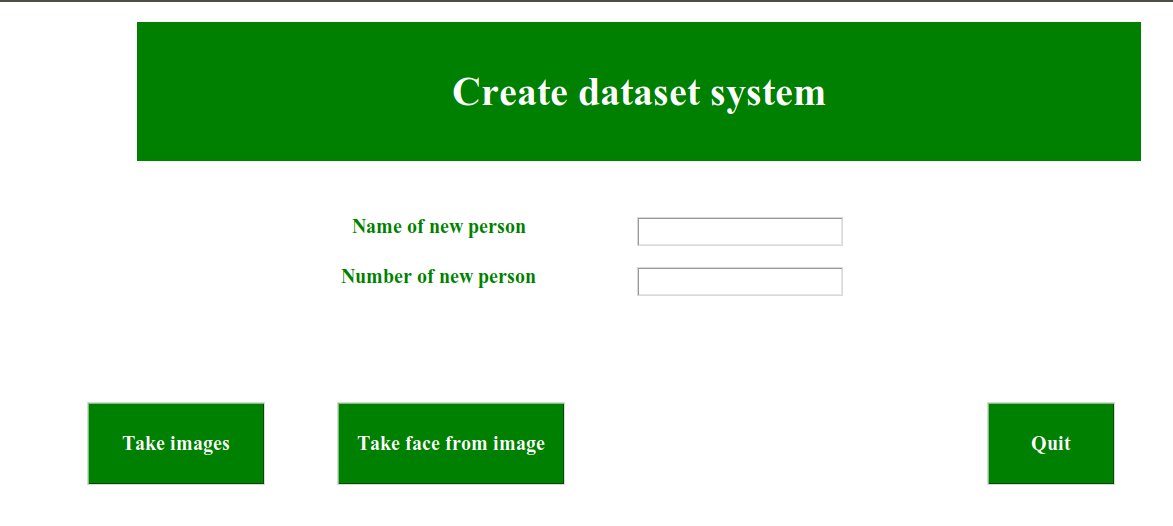 Create dataset system
Name of new person
Number of new person
Take images
Take face from image
Quit